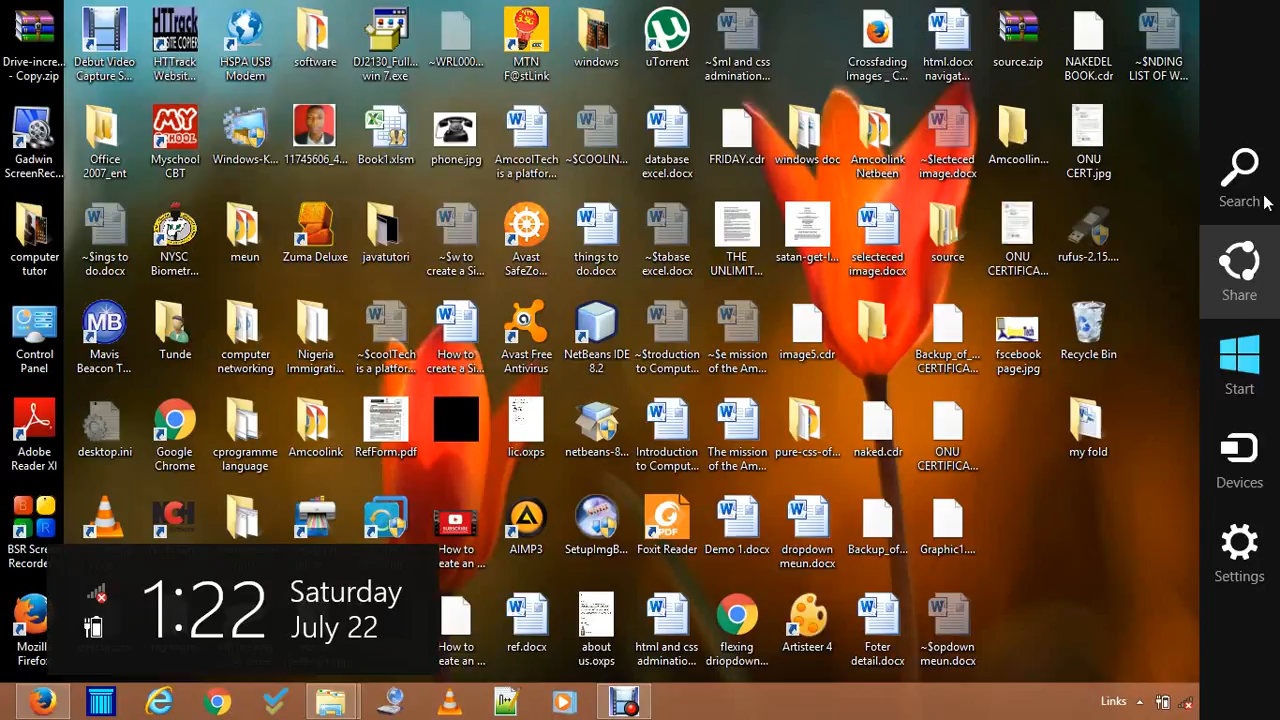 Drive-incre...
- Copy.zip
Debut Video
Capture S...
HTTrack
Websit...
HSPA USB
Modem
software
DJ2130_Full...
win 7.exe
~WRL000...
MTN
F@stLink
windows
uTorrent
~$ml and css
admination...
Crossfading
Images _ C...
html.docx
navigat...
source.zip
NAKEDEL
BOOK.cdr
~$NDING
LIST OF W...
Gadwin
ScreenRec...
Office
2007_ent
Myschool
CBT
Windows-K...
11745606_4...
Book1.xlsm
phone.jpg
AmcoolTech
is a platfor...
~$COOLIN...
database
excel.docx
FRIDAY.cdr
windows doc
Amcoolink
Netbeen
~$lecteced
image.docx
Amcoollin...
ONU
CERT.jpg
computer
tutor
~$ings to
do.docx
NYSC
Biometr...
meun
Zuma Deluxe
javatutori
~$w to
create a Si...
Avast
SafeZo...
things to
do.docx
~$tabase
excel.docx
THE
UNLIMIT...
satan-get-l...
selecteced
image.docx
source
ONU
CERTIFICA...
rufus-2.15....
Control
Panel
Mavis
Beacon T...
Tunde
computer
networking
Nigeria
Immigrati...
~$coolTech
is a platfor...
How to
create a Si...
Avast Free
Antivirus
NetBeans IDE
8.2
~$troduction
to Comput...
~$e mission
of the Am...
image5.cdr
Backup_of_...
CERTIFICA...
fscebook
page.jpg
Recycle Bin
Adobe
Reader XI
desktop.ini
Google
Chrome
cprogramme
language
Amcoolink
RefForm.pdf
lic.oxps
netbeans-8...
Introduction
to Comput...
The mission
of the Am...
pure-css-of...
naked.cdr
ONU
CERTIFICA...
my fold
BSR Scre...
Recorde...
How to
create an ...
AIMP3
SetupImgB...
Foxit Reader
Demo 1.docx
dropdown
meun.docx
Backup_of...
Graphic1....
Mozil...
Firefo...
How to
create an ...
ref.docx
about
us.oxps
html and css
adminatio...
flexing
driopdown...
Artisteer 4
Foter
detail.docx
~$opdown
meun.docx
1:22
Saturday
July 22
Search
Share
Start
Devices
Settings
Links